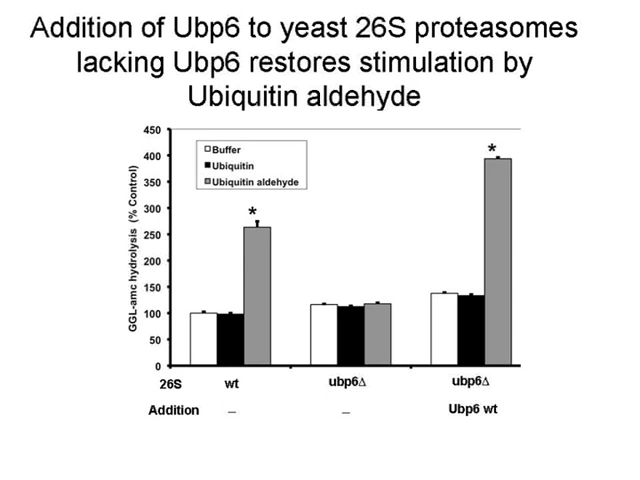 Addition of Ubp6 to yeast 26S proteasomes
lacking Ubp6 restores stimulation by
Ubiquitin aldehyde
450
400
350
300
250
200
150
100
50
0
GGL-amc hydrolysis (% Control)
Buffer
Ubiquitin
Ubiquitin aldehyde
*
*
26S wt ubp6Δ ubp6Δ
Addition – – Ubp6 wt